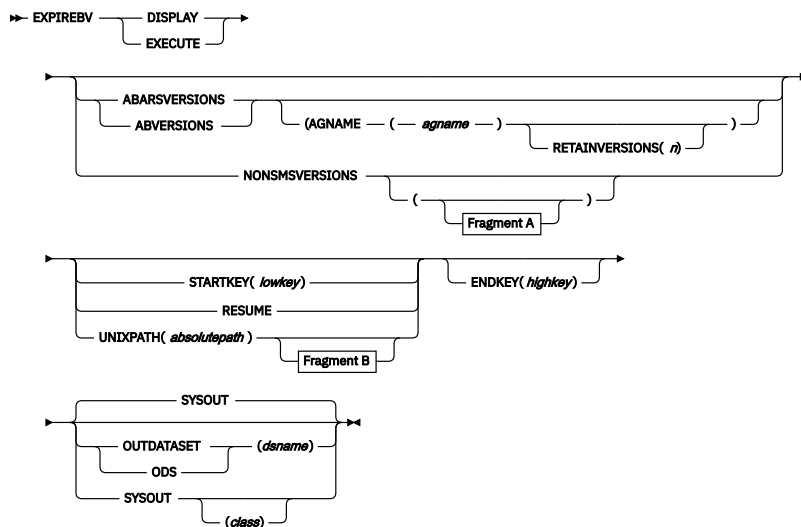 EXPIREBV DISPLAY
EXECUTE
ABARSVERSIONS
ABVERSIONS (AGNAME ( agname ) )
RETAINVERSIONS( n)
NONSMSVERSIONS
( )
Fragment A
STARTKEY( lowkey) ENDKEY( highkey)
RESUME
UNIXPATH( absolutepath )
Fragment B
SYSOUT
OUTDATASET (dsname)
ODS
SYSOUT
(class)